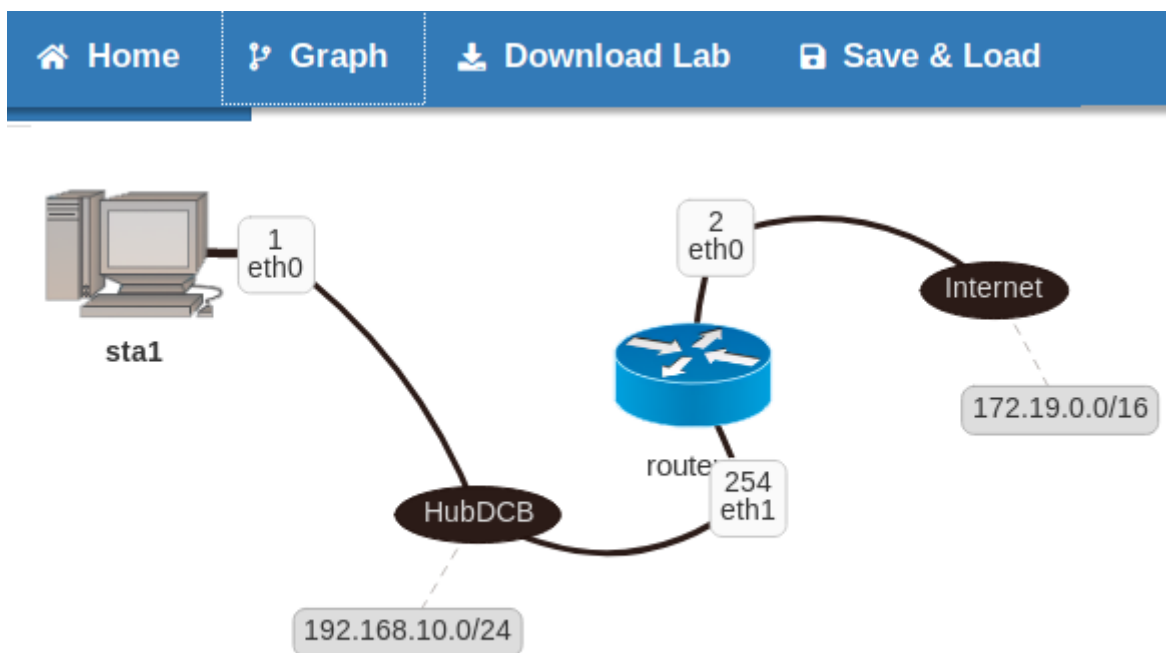 Home Graph Download Lab Save & Load
1
eth0
sta1
2
eth0
Internet
172.19.0.0/16
254
eth1
HubDCB
192.168.10.0/24